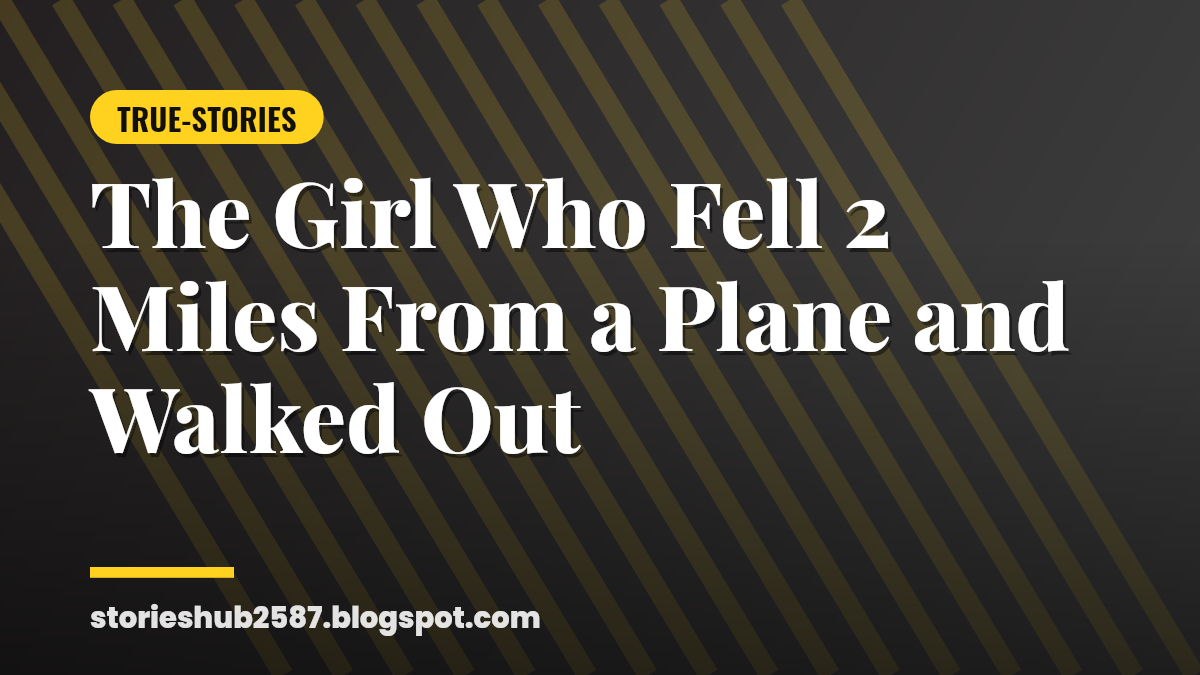 TRUE-STORIES
The Girl Who Fell 2
Miles From a Plane and
Walked Out
storieshub2587.blogspot.com